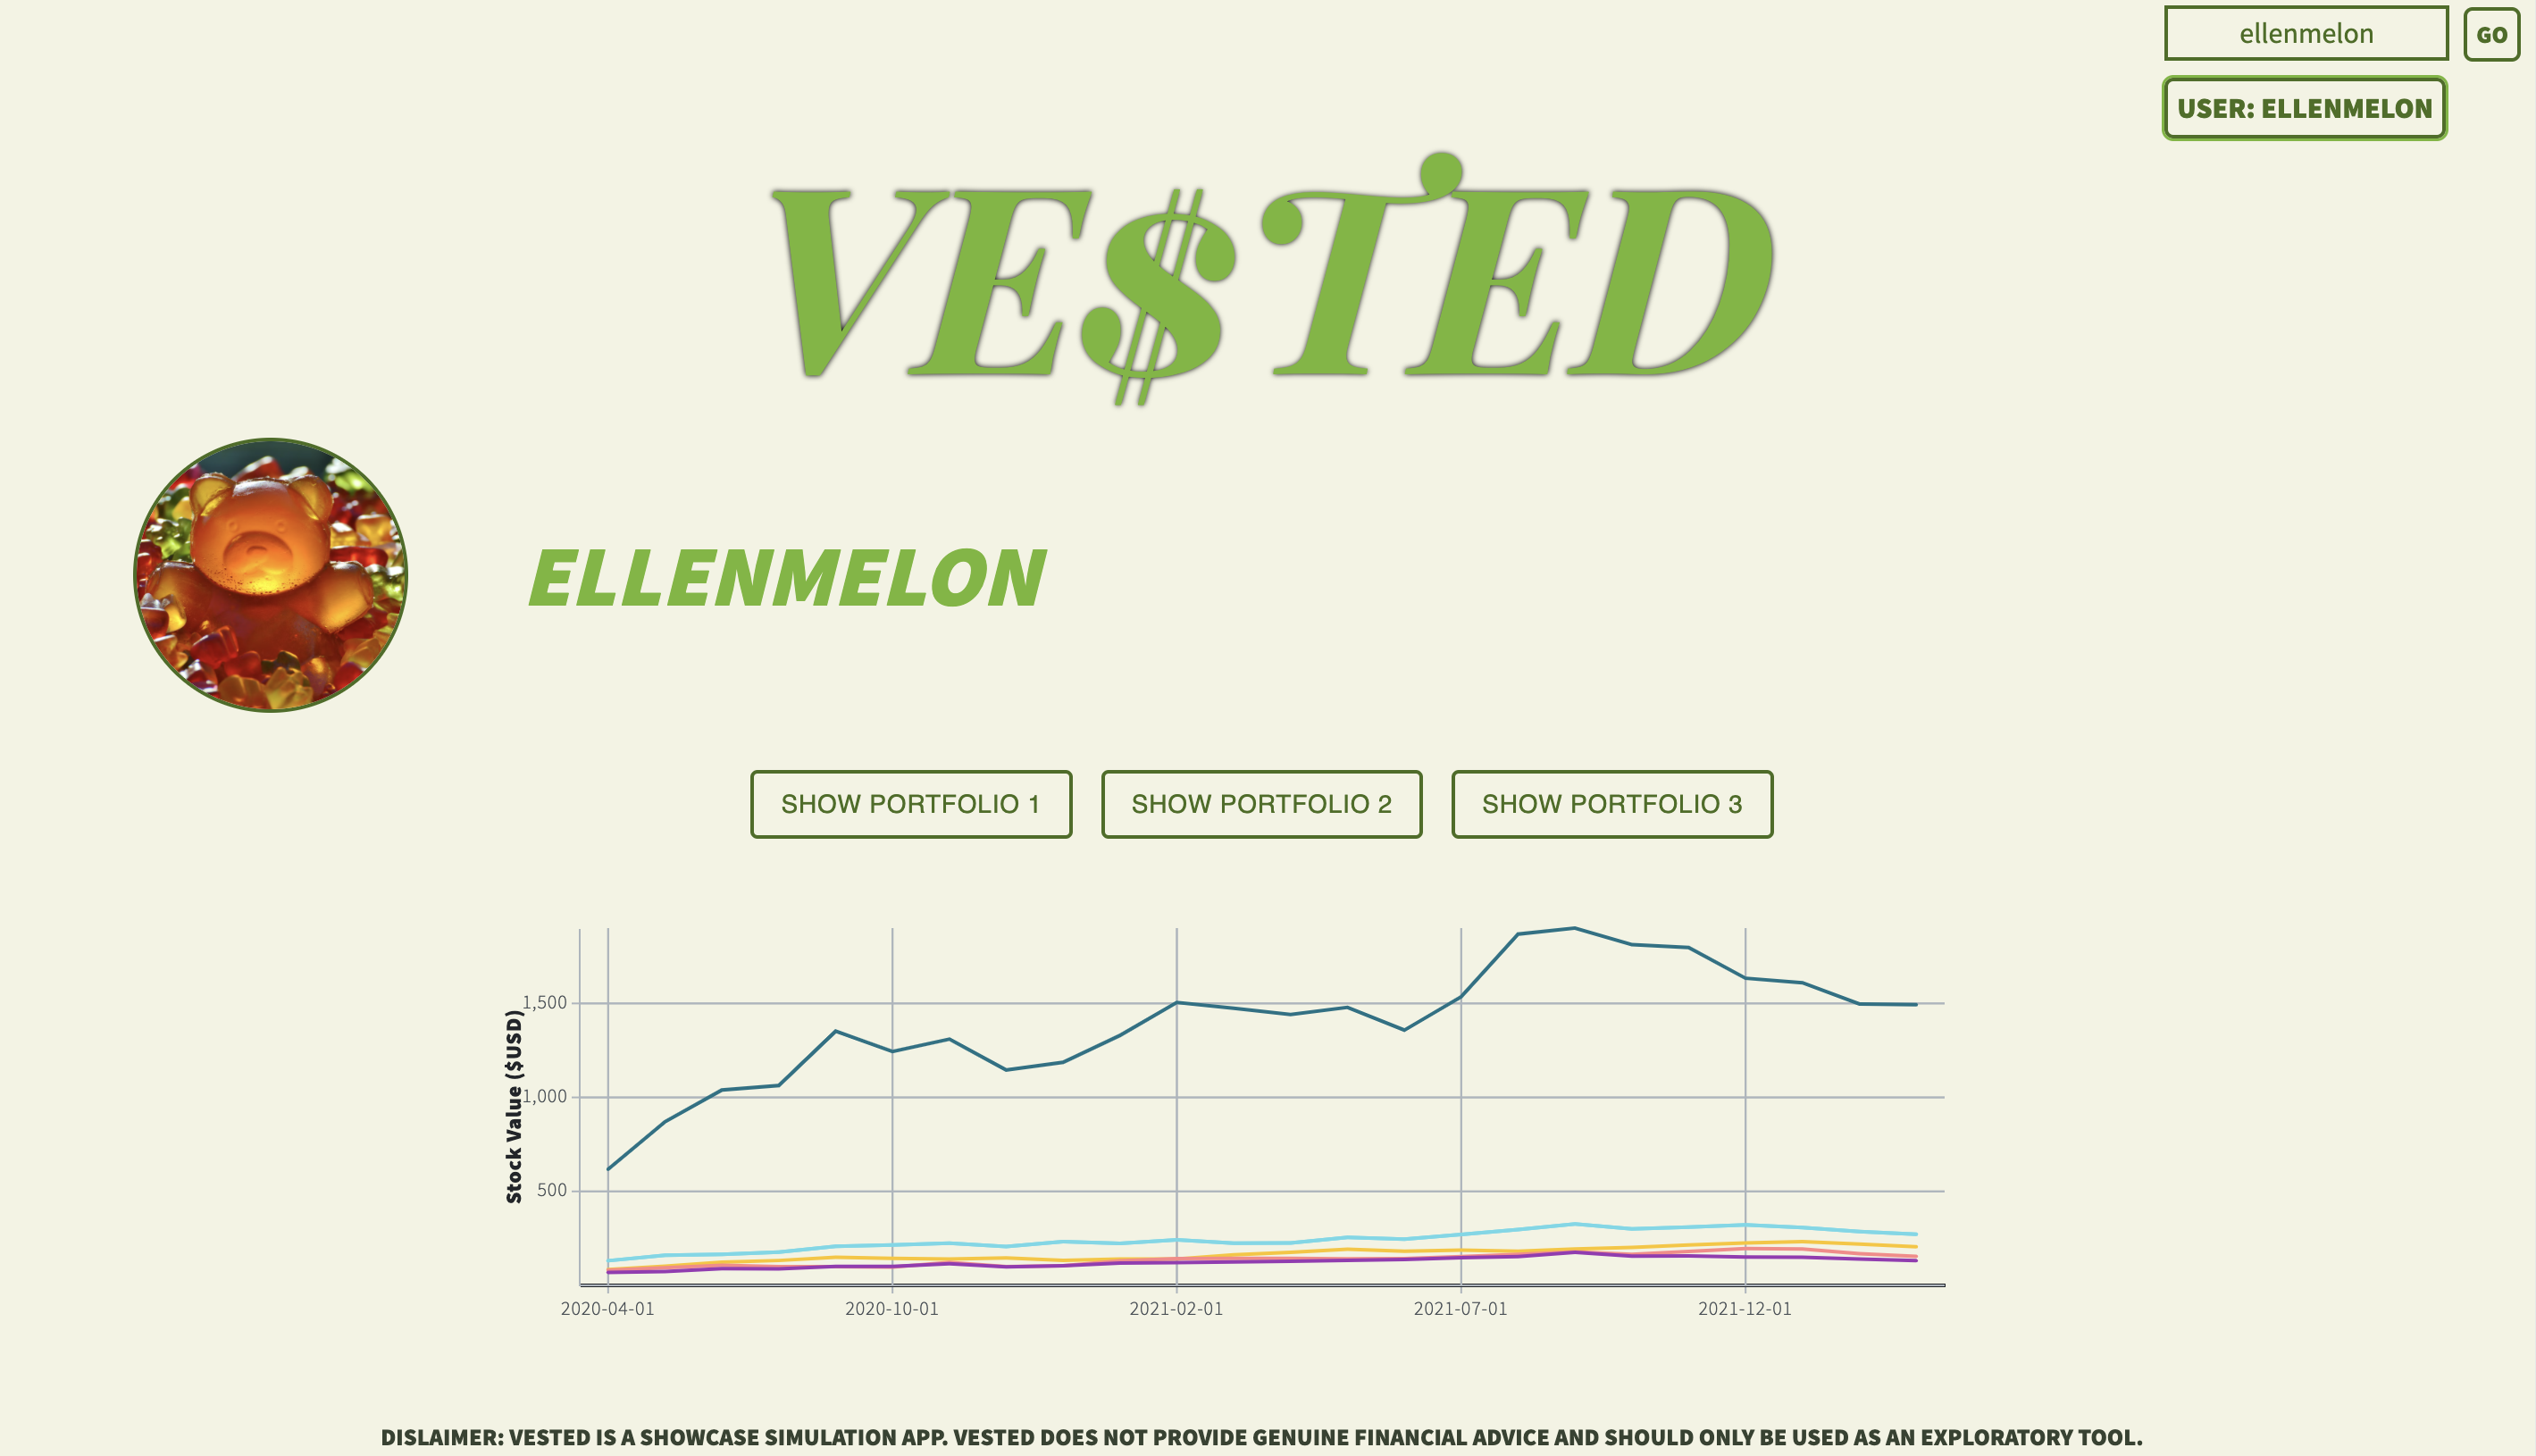 ellenmelon
GO
USER: ELLENMELON
VE$TED
ELLENMELON
SHOW PORTFOLIO 1
SHOW PORTFOLIO 2
SHOW PORTFOLIO 3
Stock Value ($USD)
1,500
1,000
500
2020-04-01
2020-10-01
2021-02-01
2021-07-01
2021-12-01
DISLAIMER: VESTED IS A SHOWCASE SIMULATION APP. VESTED DOES NOT PROVIDE GENUINE FINANCIAL ADVICE AND SHOULD ONLY BE USED AS AN EXPLORATORY TOOL.